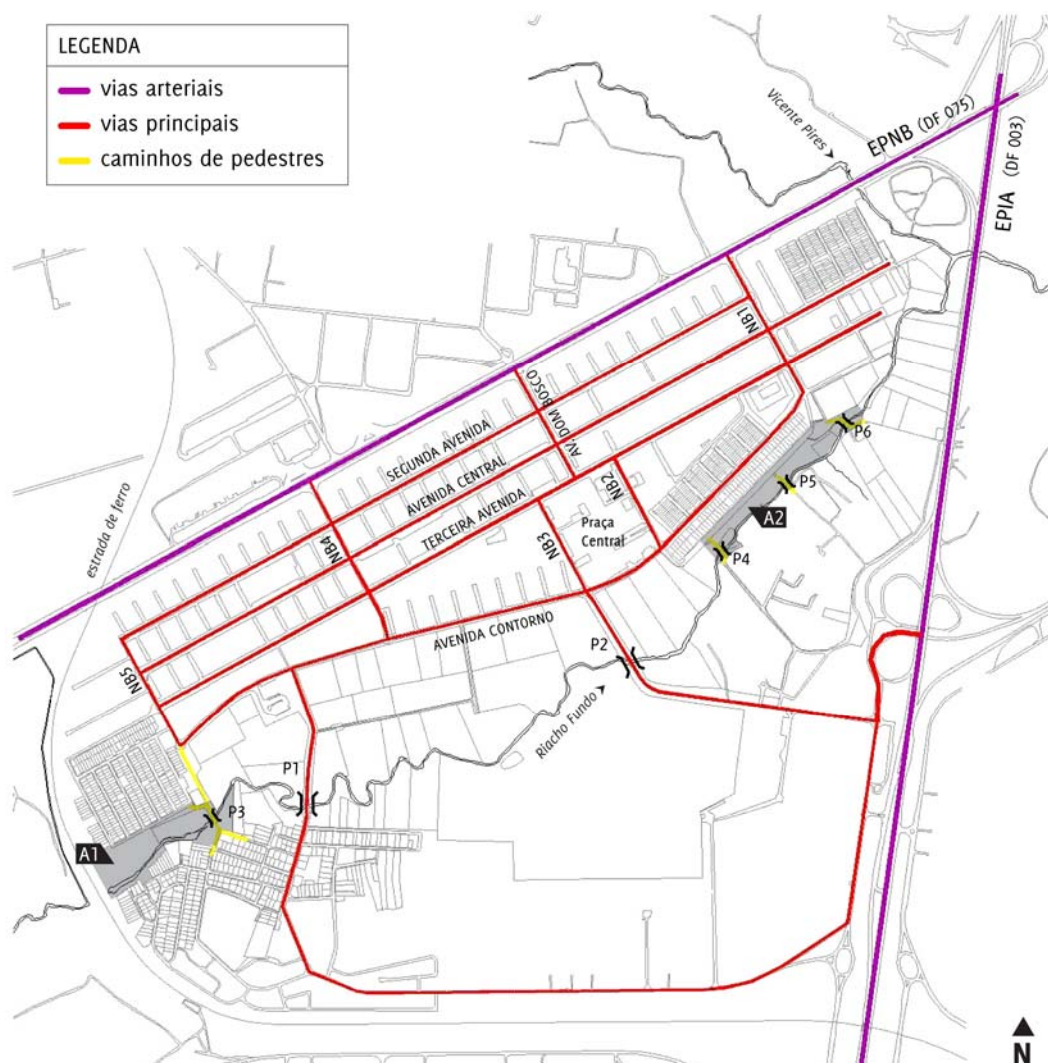 LEGENDA
vias arteriais
vias principais
caminhos de pedestres
Vicente Pires
EPNB (DF 075)
EPIA (DF 003)
NB1
AV. DOM BOSCO
SEGUNDA AVENIDA
AVENIDA CENTRAL
TERCEIRA AVENIDA
estrada de ferro
NB4
NB2
Praça
Central
NB3
P6
P5
A2
P4
AVENIDA CONTORNO
P2
NB5
Riacho Fundo
P1
P3
A1
N